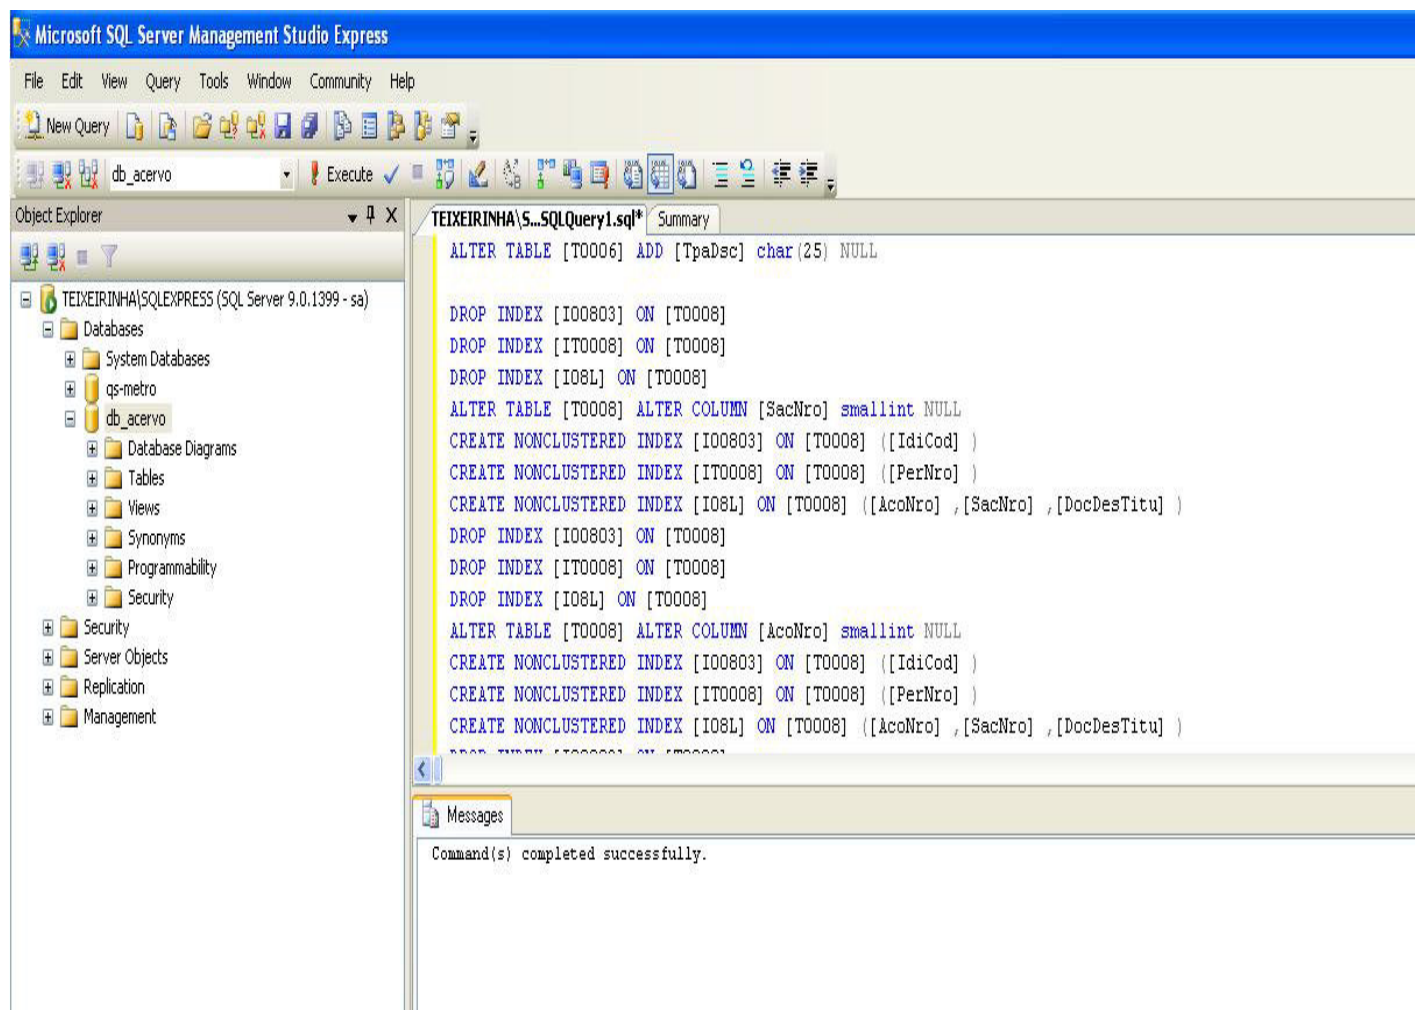 Microsoft SQL Server Management Studio Express
File Edit View Query Tools Window Community Help
New Query
db_acervo Execute
Object Explorer
TEIXEIRINHA\SQLEXPRESS (SQL Server 9.0.1399 - sa)
Databases
System Databases
qs-metro
db_acervo
Database Diagrams
Tables
Views
Synonyms
Programmability
Security
Security
Server Objects
Replication
Management
TEIXEIRINHA\S...SQLQuery1.sql* Summary
ALTER TABLE [T0006] ADD [TpaDsc] char(25) NULL
DROP INDEX [I00803] ON [T0008]
DROP INDEX [IT0008] ON [T0008]
DROP INDEX [I08L] ON [T0008]
ALTER TABLE [T0008] ALTER COLUMN [SacNro] smallint NULL
CREATE NONCLUSTERED INDEX [I00803] ON [T0008] ([IdiCod] )
CREATE NONCLUSTERED INDEX [IT0008] ON [T0008] ([PerNro] )
CREATE NONCLUSTERED INDEX [I08L] ON [T0008] ([AcoNro] ,[SacNro] ,[DocDesTitu] )
DROP INDEX [I00803] ON [T0008]
DROP INDEX [IT0008] ON [T0008]
DROP INDEX [I08L] ON [T0008]
ALTER TABLE [T0008] ALTER COLUMN [AcoNro] smallint NULL
CREATE NONCLUSTERED INDEX [I00803] ON [T0008] ([IdiCod] )
CREATE NONCLUSTERED INDEX [IT0008] ON [T0008] ([PerNro] )
CREATE NONCLUSTERED INDEX [I08L] ON [T0008] ([AcoNro] ,[SacNro] ,[DocDesTitu] )
Messages
Command(s) completed successfully.